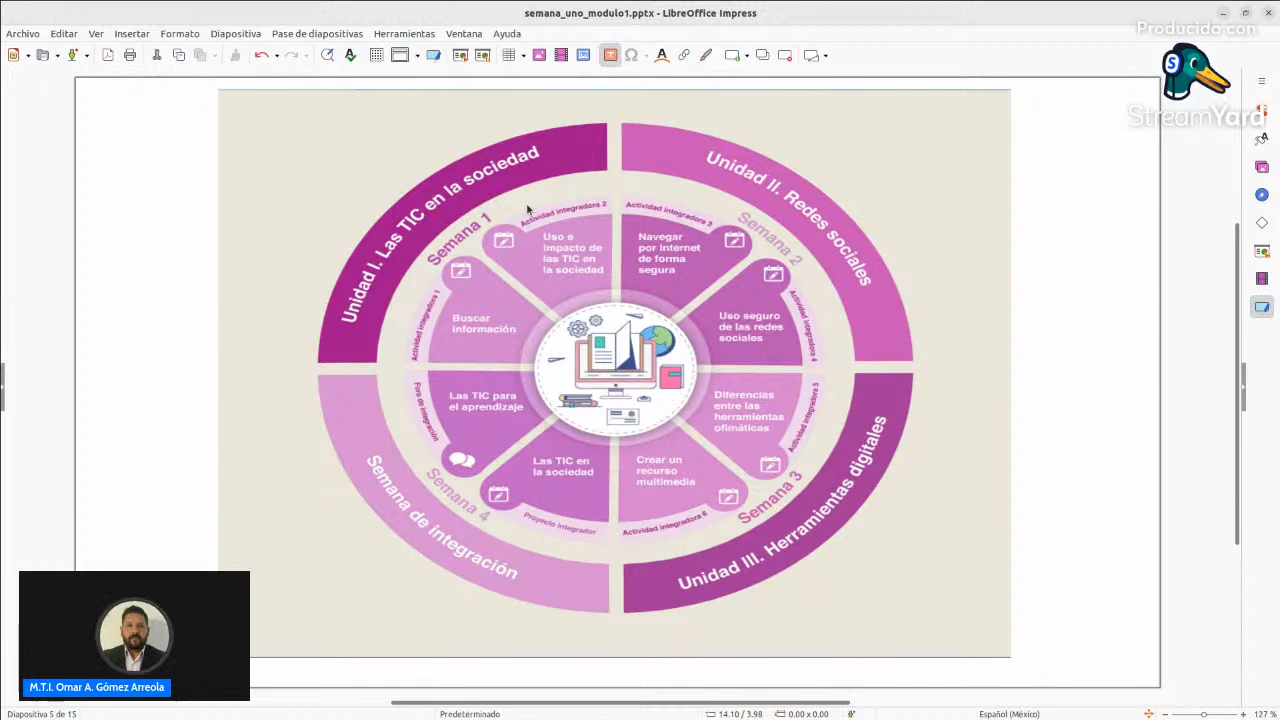 semana_uno_modulo1.pptx - LibreOffice Impress
Archivo Editar Ver Insertar Formato Diapositiva Pase de diapositivas Herramientas Ventana Ayuda
Producido con
StreamYard
Unidad I. Las TIC en la sociedad
Unidad II. Redes sociales
Semana 1
Actividad integradora 2
Actividad integradora 3
Semana 2
Uso e
impacto de
las TIC en
la sociedad
Navegar
por internet
de forma
segura
Actividad integradora 1
Buscar
información
Uso seguro
de las redes
sociales
Actividad integradora 4
Foro de integración
Las TIC para
el aprendizaje
Diferencias
entre las
herramientas
ofimáticas
Actividad integradora 5
Las TIC en
la sociedad
Crear un
recurso
multimedia
Semana 4
Proyecto integrador
Actividad integradora 6
Semana 3
Semana de integración
Unidad III. Herramientas digitales
M.T.I. Omar A. Gómez Arreola
Diapositiva 5 de 15
Predeterminado
14.10 / 3.98
0.00 x 0.00
Español (México)
127 %